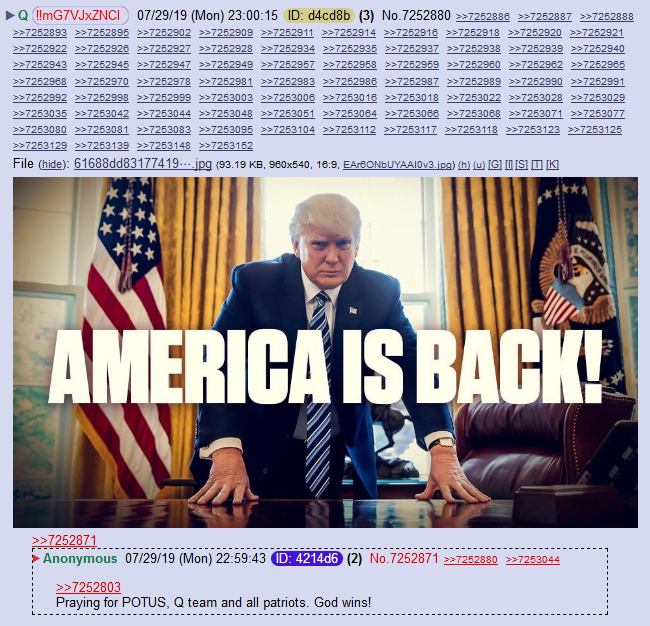 ▶ Q !!mG7VJxZNCI 07/29/19 (Mon) 23:00:15 ID: d4cd8b (3) No.7252880 >>7252886 >>7252887 >>7252888
>>7252893 >>7252895 >>7252902 >>7252909 >>7252911 >>7252914 >>7252916 >>7252918 >>7252920 >>7252921
>>7252922 >>7252926 >>7252927 >>7252928 >>7252934 >>7252935 >>7252937 >>7252938 >>7252939 >>7252940
>>7252943 >>7252945 >>7252947 >>7252949 >>7252957 >>7252958 >>7252959 >>7252960 >>7252962 >>7252965
>>7252968 >>7252970 >>7252978 >>7252981 >>7252983 >>7252986 >>7252987 >>7252989 >>7252990 >>7252991
>>7252992 >>7252998 >>7252999 >>7253003 >>7253006 >>7253016 >>7253018 >>7253022 >>7253028 >>7253029
>>7253035 >>7253042 >>7253044 >>7253048 >>7253051 >>7253064 >>7253066 >>7253068 >>7253071 >>7253077
>>7253080 >>7253081 >>7253083 >>7253095 >>7253104 >>7253112 >>7253117 >>7253118 >>7253123 >>7253125
>>7253129 >>7253139 >>7253148 >>7253152
File (hide): 61688dd83177419⋯.jpg (93.19 KB, 960x540, 16:9, EAr6ONbUYAAI0v3.jpg) (h) (u) [G] [I] [S] [T] [K]
AMERICA IS BACK!
>>7252871
▶ Anonymous 07/29/19 (Mon) 22:59:43 ID: 4214d6 (2) No.7252871 >>7252880 >>7253044
>>7252803
Praying for POTUS, Q team and all patriots. God wins!